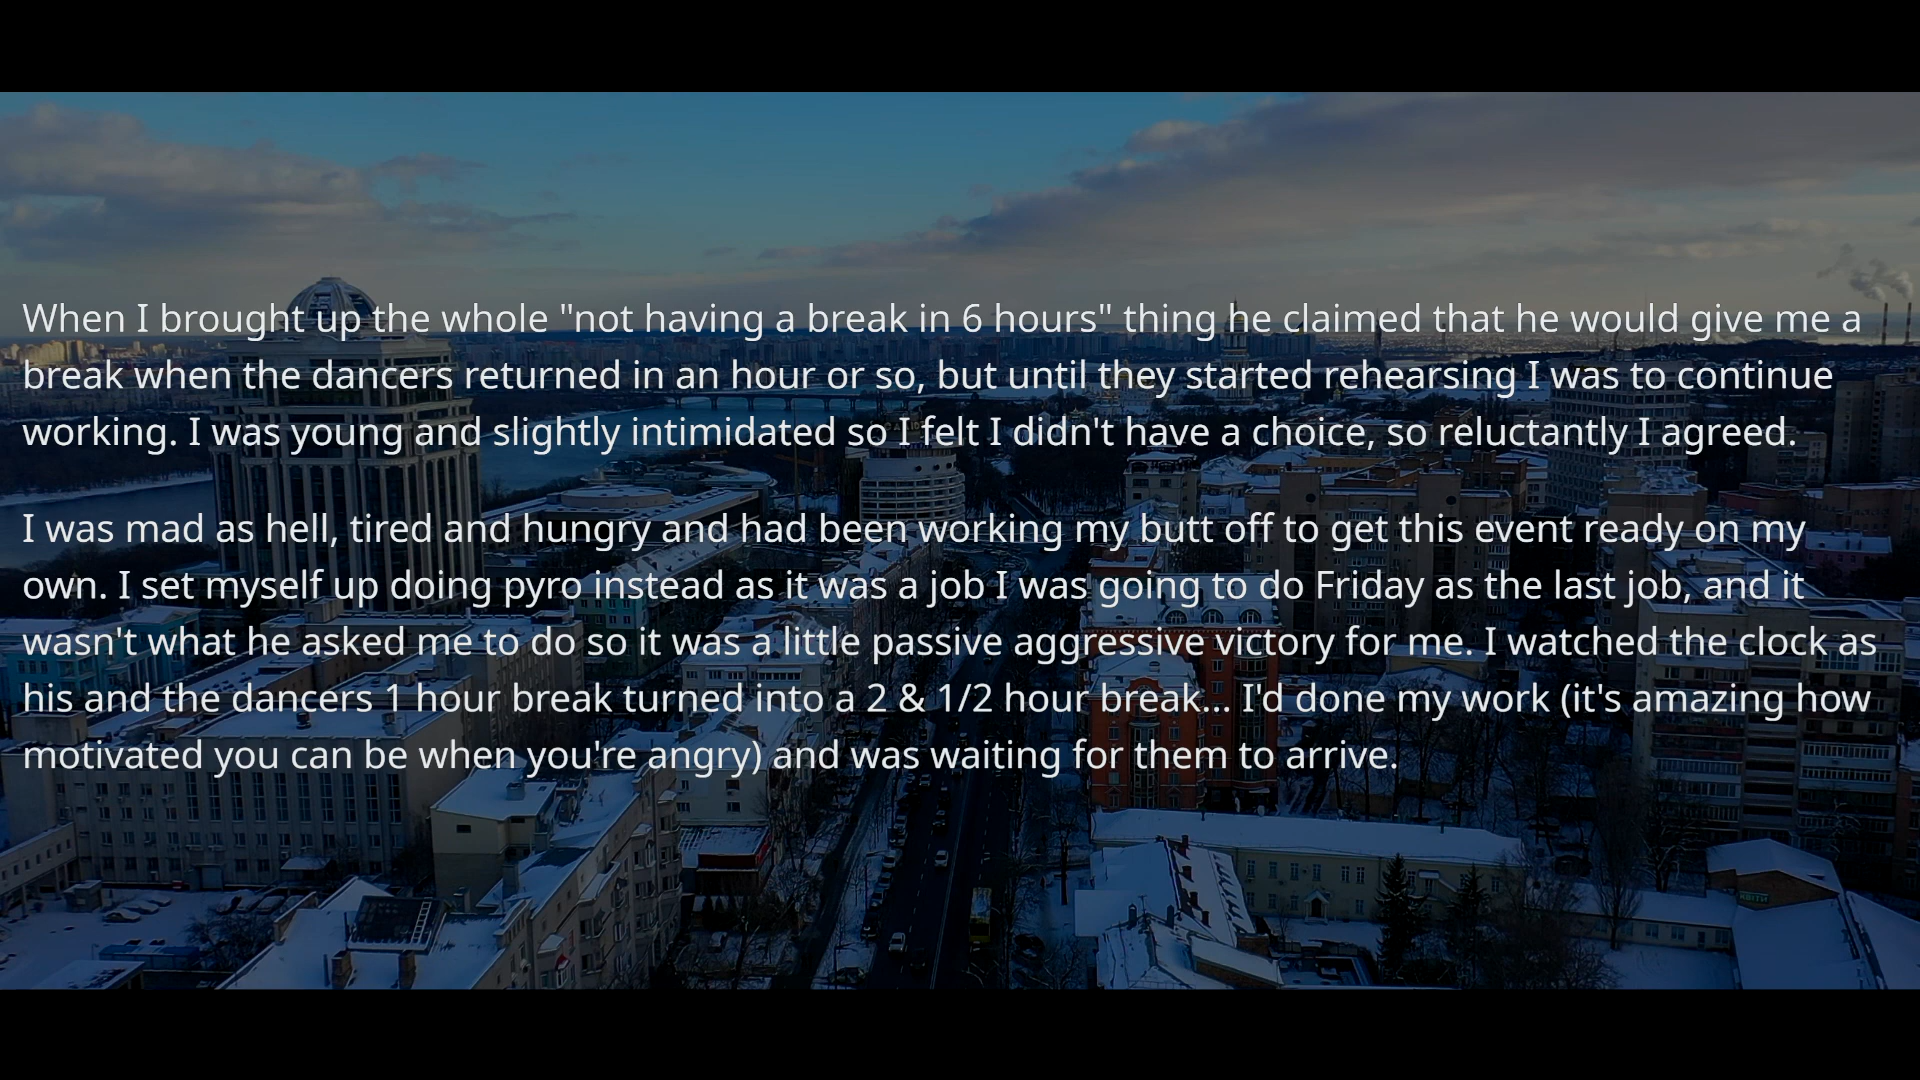 When I brought up the whole "not having a break in 6 hours" thing he claimed that he would give me a
break when the dancers returned in an hour or so, but until they started rehearsing I was to continue
working. I was young and slightly intimidated so I felt I didn't have a choice, so reluctantly I agreed.
I was mad as hell, tired and hungry and had been working my butt off to get this event ready on my
own. I set myself up doing pyro instead as it was a job I was going to do Friday as the last job, and it
wasn't what he asked me to do so it was a little passive aggressive victory for me. I watched the clock as
his and the dancers 1 hour break turned into a 2 & 1/2 hour break... I'd done my work (it's amazing how
motivated you can be when you're angry) and was waiting for them to arrive.